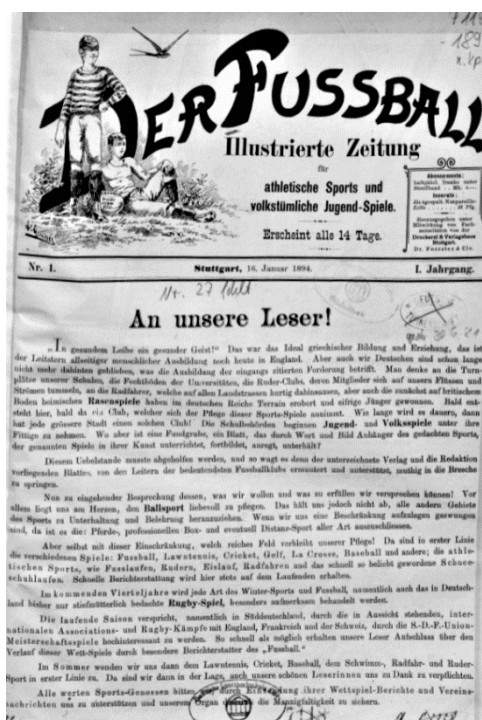 DER FUSSBALL
Illustrierte Zeitung
für
athletische Sports und
volkstümliche Jugend-Spiele.
Erscheint alle 14 Tage.
Abonnements:
Inserate:
Stuttgart.
Nr. 1.
Stuttgart, 16. Januar 1894.
I. Jahrgang.
Nr. 27 fehlt
An unsere Leser!
„In gesundem Leibe ein gesunder Geist!“ Das war das Ideal griechischer Bildung und Erziehung, das ist
der Leitstern allseitiger menschlicher Ausbildung noch heute in England. Aber auch wir Deutschen sind schon lange
nicht mehr dahinten geblieben, was die Ausbildung der eingangs zitierten Forderung betrifft. Man denke an die Turn-
plätze unserer Schulen, die Fechtböden der Universitäten, die Ruder-Clubs, deren Mitglieder sich auf unsern Flüssen und
Strömen tummeln, an die Radfahrer, welche auf allen Landstrassen hurtig dahinsausen, aber auch die zunächst auf britischem
Boden heimischen Rasenspiele haben im deutschen Reiche Terrain erobert und eifrige Jünger gewonnen. Bald ent-
steht hier, bald da ein Club, welcher sich der Pflege dieser Sports-Spiele annimmt. Wie lange wird es dauern, dann
hat jede grössere Stadt einen solchen Club! Die Schulbehörden beginnen Jugend- und Volksspiele unter ihre
Fittige zu nehmen. Wo aber ist eine Fundgrube, ein Blatt, das durch Wort und Bild Anhänger des gedachten Sports,
der genannten Spiele in ihrer Kunst unterrichtet, fortbildet, anregt, unterhält?
Diesem Uebelstande musste abgeholfen werden, und so wagt es denn der unterzeichnete Verlag und die Redaktion
vorliegenden Blattes, von den Leitern der bedeutendsten Fussballklubs ermuntert und unterstützt, muthig in die Bresche
zu springen.
Nun zu eingehender Besprechung dessen, was wir wollen und was zu erfüllen wir versprechen können! Vor
allem liegt uns am Herzen, den Ballsport liebevoll zu pflegen. Das hält uns jedoch nicht ab, alle andern Gebiete
des Sports zu Unterhaltung und Belehrung heranzuziehen. Wenn wir uns eine Beschränkung aufzulegen gezwungen
sind, da ist es die: Pferde-, professionellen Box- und eventuell Distanz-Sport aller Art auszuschliessen.
Aber selbst mit dieser Einschränkung, welch reiches Feld verbleibt unserer Pflege! Da sind in erster Linie
die verschiedenen Spiele: Fussball, Lawntennis, Cricket, Golf, La Crosse, Baseball und andere; die athle-
tischen Sports, wie Fusslaufen, Rudern, Eislauf, Radfahren und das schnell so beliebt gewordene Schnee-
schuhlaufen. Schnelle Berichterstattung wird hier stets auf dem Laufenden erhalten.
Im kommenden Vierteljahre wird jede Art des Winter-Sports und Fussball, namentlich auch das in Deutsch-
land bisher nur stiefmütterlich bedachte Rugby-Spiel, besonders aufmerksam behandelt werden.
Die laufende Saison verspricht, namentlich in Süddeutschland, durch die in Aussicht stehenden, inter-
nationalen Associations- und Rugby-Kämpfe mit England, Frankreich und der Schweiz, durch die S.-D.-F.-Union-
Meisterschaftsspiele hochinteressant zu werden. So schnell als möglich erhalten unsere Leser Aufschluss über den
Verlauf dieser Wett-Spiele durch besondere Berichterstatter des „Fussball.“
Im Sommer wenden wir uns dann dem Lawntennis, Cricket, Baseball, dem Schwimm-, Radfahr- und Ruder-
Sport in erster Linie zu. Da sind wir dann in der Lage, auch unsere schönen Leserinnen uns zu Dank zu verpflichten.
Alle werten Sports-Genossen bitten wir, durch Einsendung ihrer Wettspiel-Berichte und Vereins-
nachrichten uns zu unterstützen und unserem Organ Mannigfaltigkeit zu sichern.